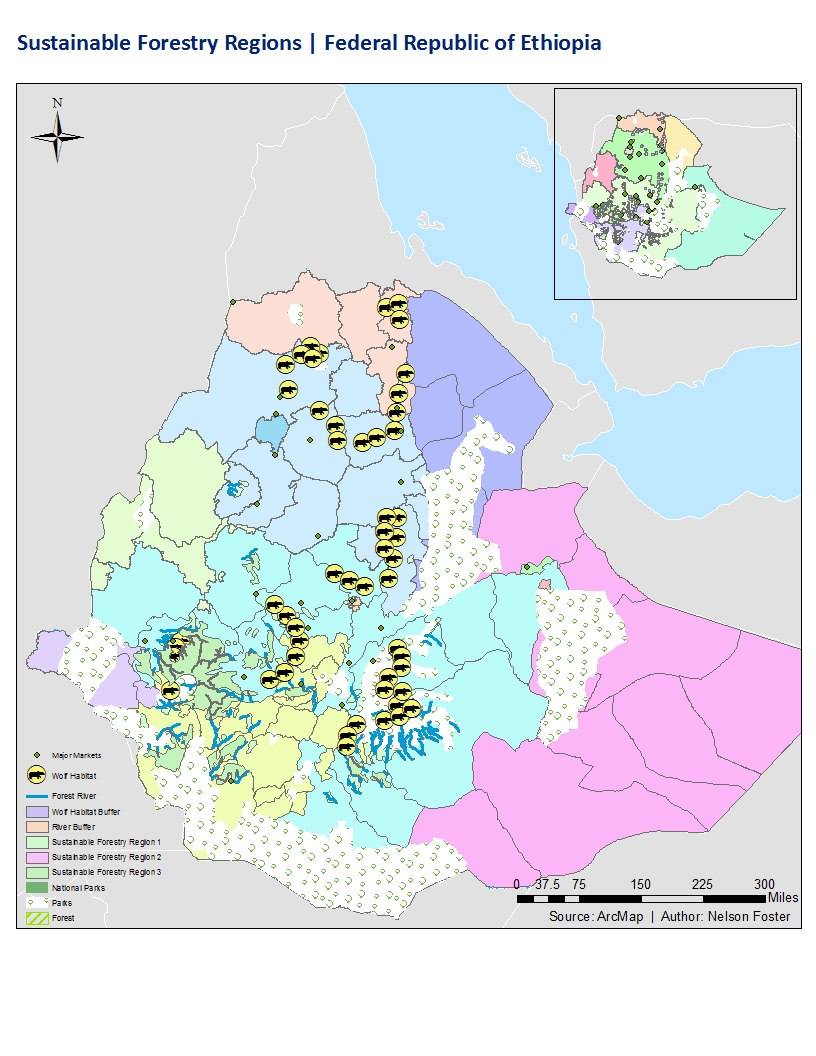 Sustainable Forestry Regions | Federal Republic of Ethiopia
N
Major Markets
Wolf Habitat
Forest River
Wolf Habitat Buffer
River Buffer
Sustainable Forestry Region 1
Sustainable Forestry Region 2
Sustainable Forestry Region 3
National Parks
Parks
Forest
0 37.5 75 150 225 300
Miles
Source: ArcMap | Author: Nelson Foster